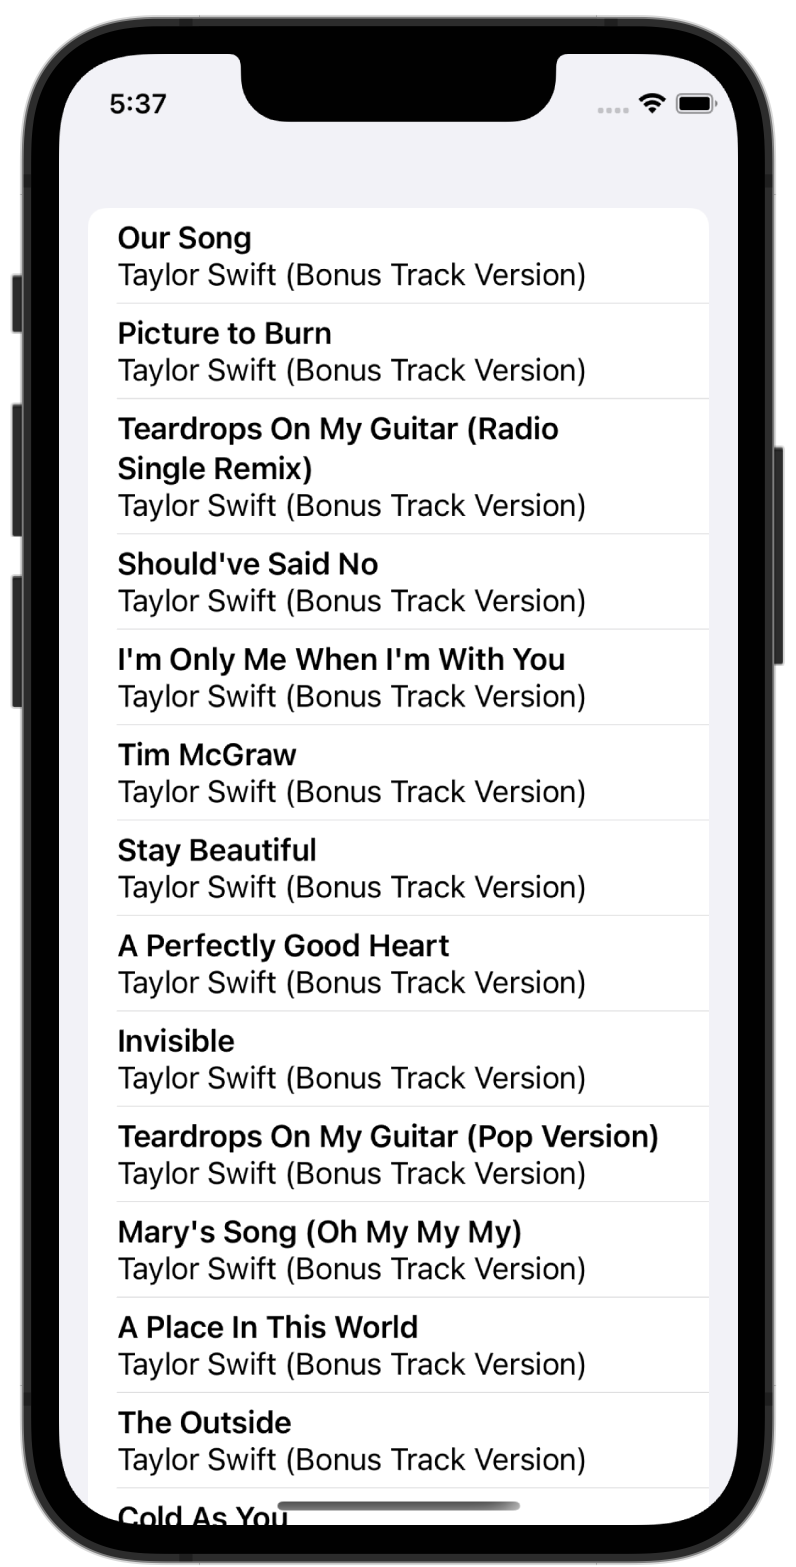 5:37
Our Song
Taylor Swift (Bonus Track Version)
Picture to Burn
Taylor Swift (Bonus Track Version)
Teardrops On My Guitar (Radio
Single Remix)
Taylor Swift (Bonus Track Version)
Should've Said No
Taylor Swift (Bonus Track Version)
I'm Only Me When I'm With You
Taylor Swift (Bonus Track Version)
Tim McGraw
Taylor Swift (Bonus Track Version)
Stay Beautiful
Taylor Swift (Bonus Track Version)
A Perfectly Good Heart
Taylor Swift (Bonus Track Version)
Invisible
Taylor Swift (Bonus Track Version)
Teardrops On My Guitar (Pop Version)
Taylor Swift (Bonus Track Version)
Mary's Song (Oh My My My)
Taylor Swift (Bonus Track Version)
A Place In This World
Taylor Swift (Bonus Track Version)
The Outside
Taylor Swift (Bonus Track Version)
Cold As You